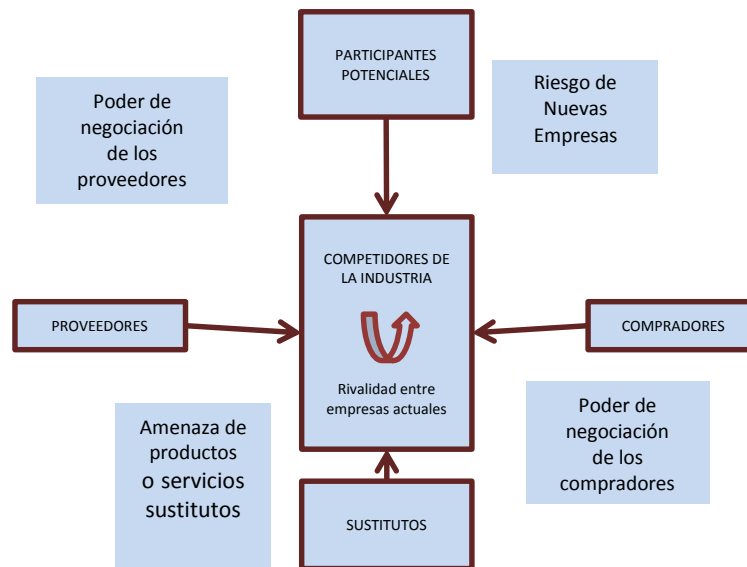 PARTICIPANTES
POTENCIALES
Riesgo de
Nuevas
Empresas
Poder de
negociación
de los
proveedores
COMPETIDORES DE
LA INDUSTRIA
Rivalidad entre
empresas actuales
PROVEEDORES
COMPRADORES
Amenaza de
productos
o servicios
sustitutos
Poder de
negociación
de los
compradores
SUSTITUTOS